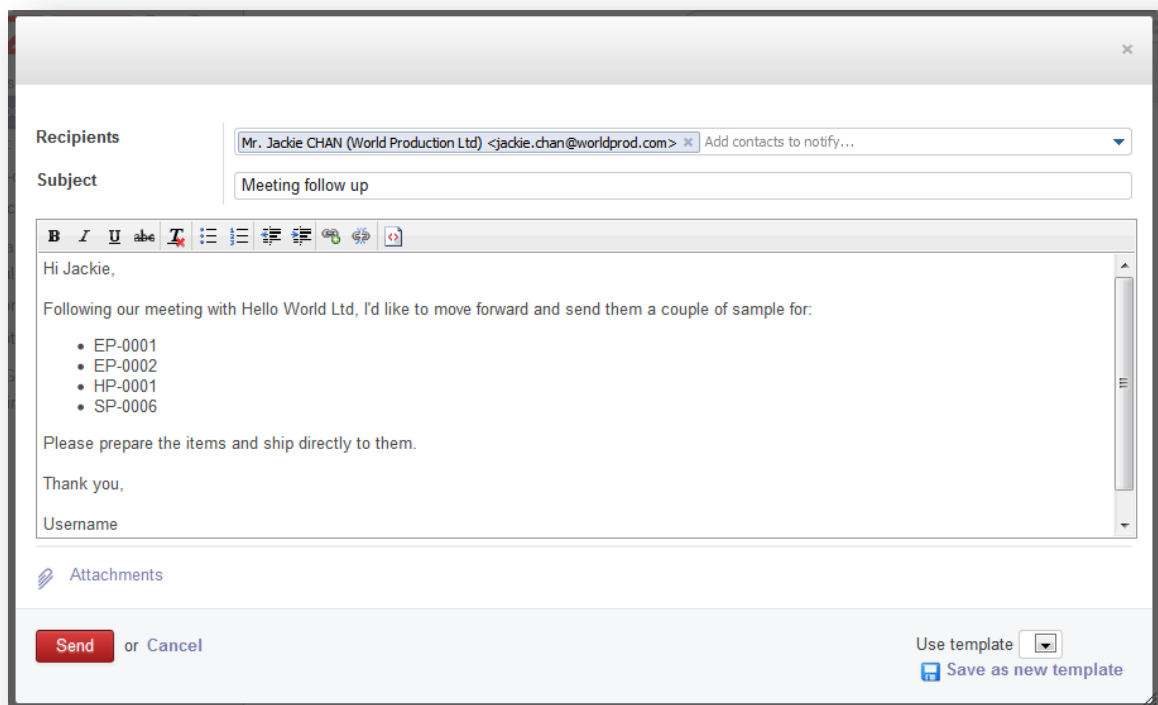 ×
Recipients
Mr. Jackie CHAN (World Production Ltd) <jackie.chan@worldprod.com> × Add contacts to notify...
Subject
Meeting follow up
B I U abc T
Hi Jackie,
Following our meeting with Hello World Ltd, I'd like to move forward and send them a couple of sample for:
• EP-0001
• EP-0002
• HP-0001
• SP-0006
Please prepare the items and ship directly to them.
Thank you,
Username
Attachments
Send or Cancel
Use template
Save as new template